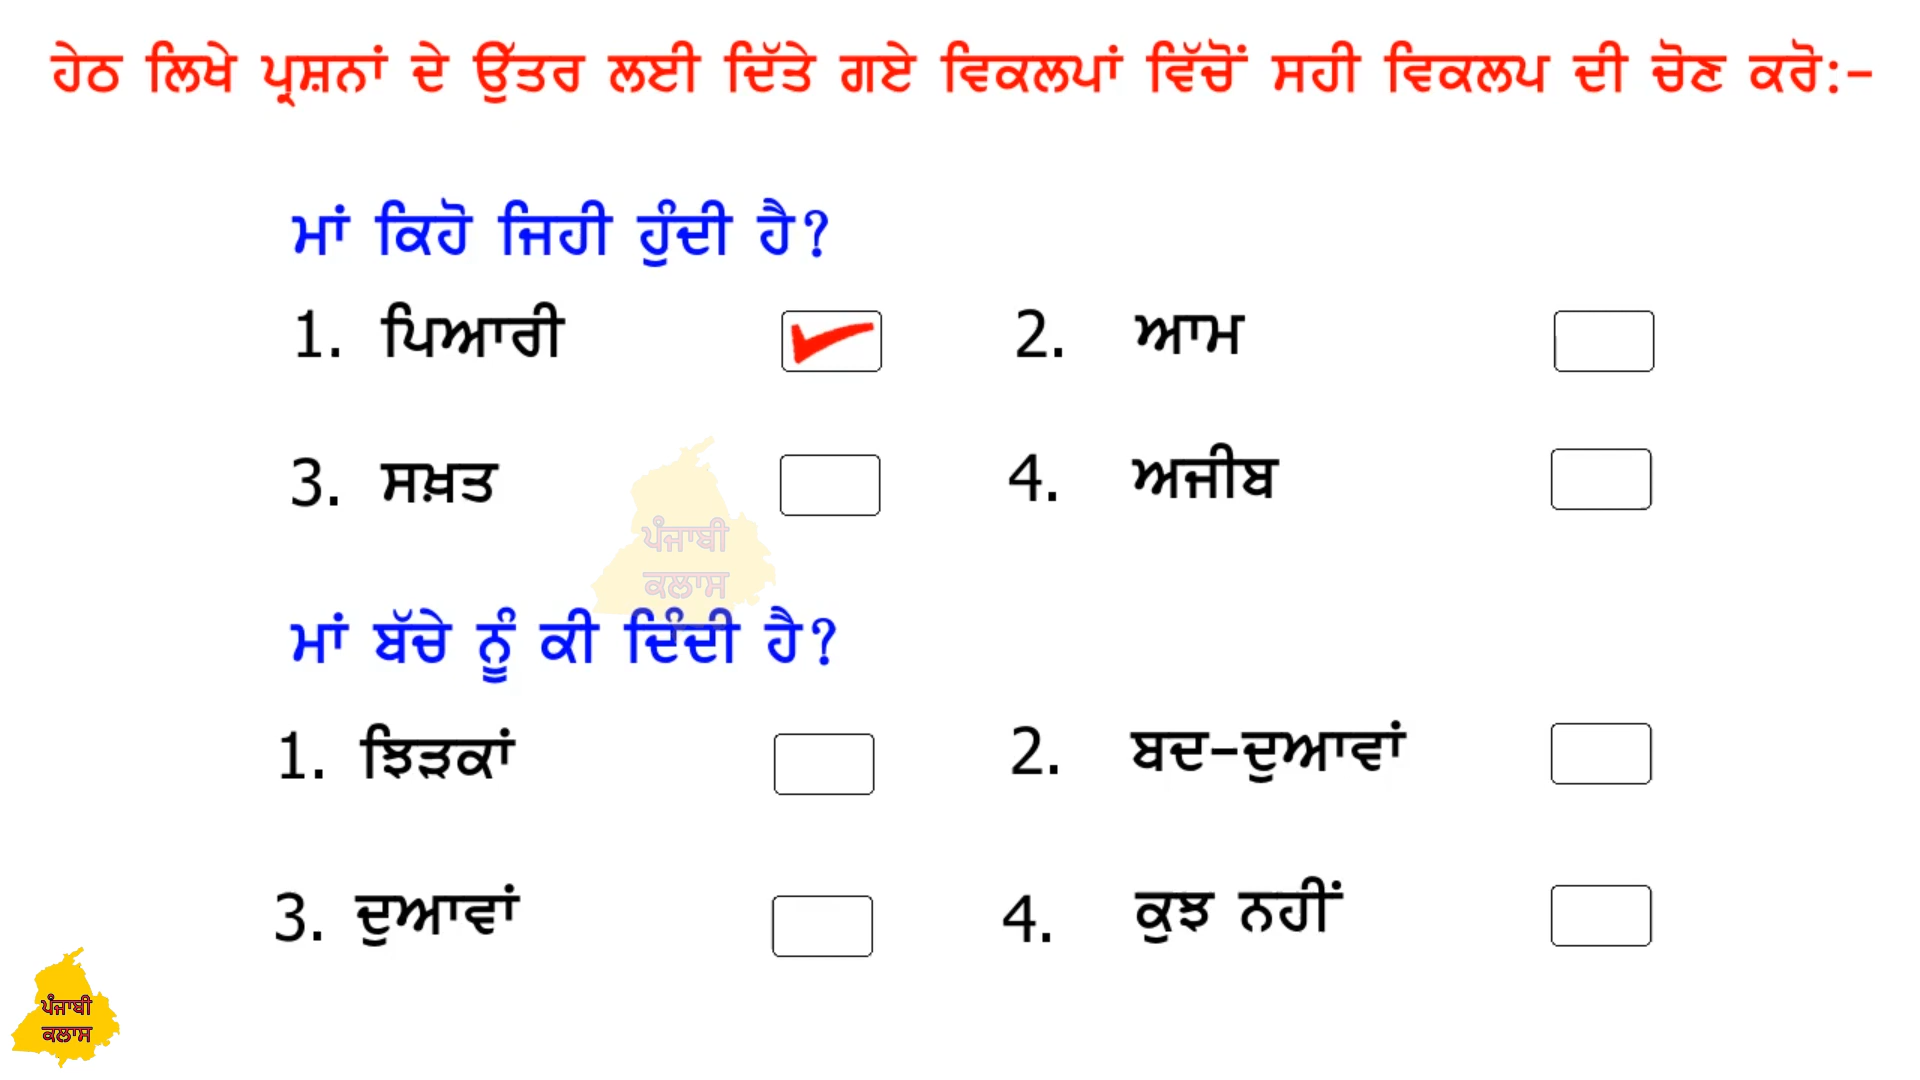 ਹੇਠ ਲਿਖੇ ਪ੍ਰਸ਼ਨਾਂ ਦੇ ਉੱਤਰ ਲਈ ਦਿੱਤੇ ਗਏ ਵਿਕਲਪਾਂ ਵਿੱਚੋਂ ਸਹੀ ਵਿਕਲਪ ਦੀ ਚੋਣ ਕਰੋ:-
ਮਾਂ ਕਿਹੋ ਜਿਹੀ ਹੁੰਦੀ ਹੈ?
1. ਪਿਆਰੀ 2. ਆਮ
3. ਸਖ਼ਤ 4. ਅਜੀਬ
ਪੰਜਾਬੀ
ਕਲਾਸ
ਮਾਂ ਬੱਚੇ ਨੂੰ ਕੀ ਦਿੰਦੀ ਹੈ?
1. ਝਿੜਕਾਂ 2. ਬਦ-ਦੁਆਵਾਂ
3. ਦੁਆਵਾਂ 4. ਕੁਝ ਨਹੀਂ
ਪੰਜਾਬੀ
ਕਲਾਸ